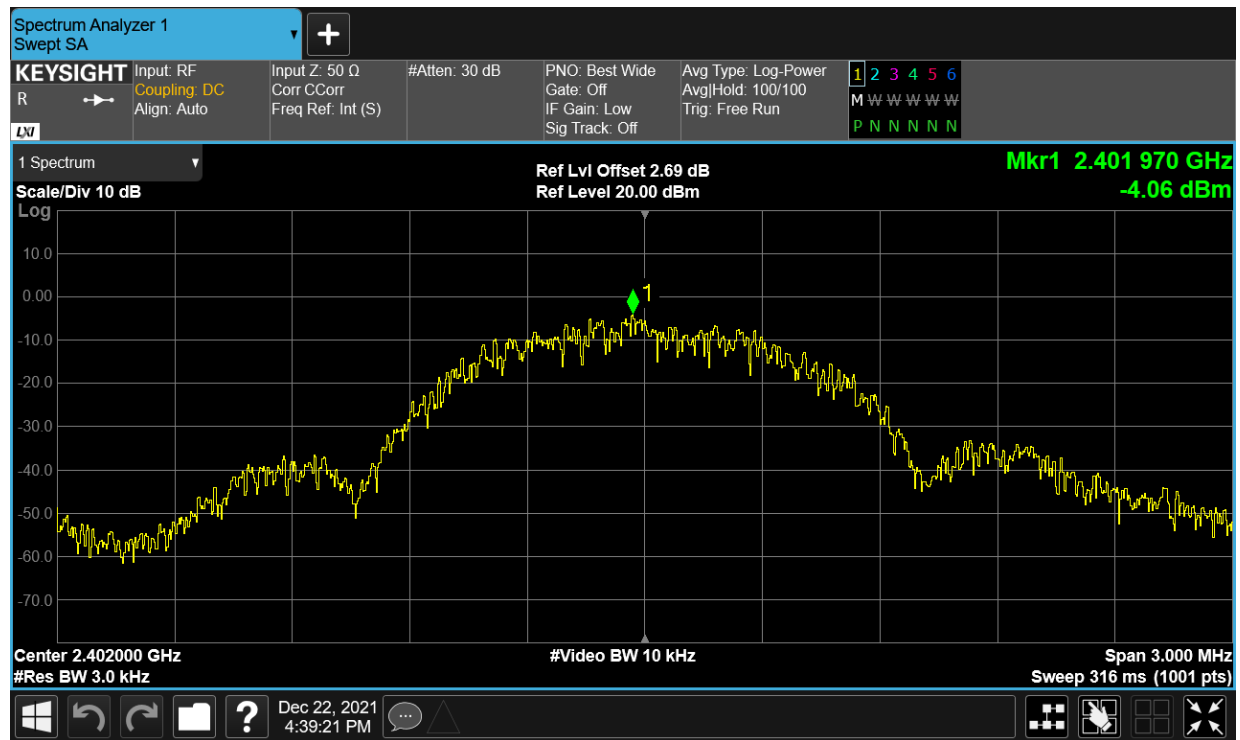 Spectrum Analyzer 1
Swept SA
KEYSIGHT
R
LXI
Input: RF
Coupling: DC
Align: Auto
Input Z: 50 Ω
Corr CCorr
Freq Ref: Int (S)
#Atten: 30 dB
PNO: Best Wide
Gate: Off
IF Gain: Low
Sig Track: Off
Avg Type: Log-Power
Avg|Hold: 100/100
Trig: Free Run
1 2 3 4 5 6
M W W W W W
P N N N N N
1 Spectrum
Scale/Div 10 dB
Log
Ref Lvl Offset 2.69 dB
Ref Level 20.00 dBm
Mkr1 2.401 970 GHz
-4.06 dBm
10.0
0.00
-10.0
-20.0
-30.0
-40.0
-50.0
-60.0
-70.0
1
Center 2.402000 GHz
#Res BW 3.0 kHz
#Video BW 10 kHz
Span 3.000 MHz
Sweep 316 ms (1001 pts)
?
Dec 22, 2021
4:39:21 PM